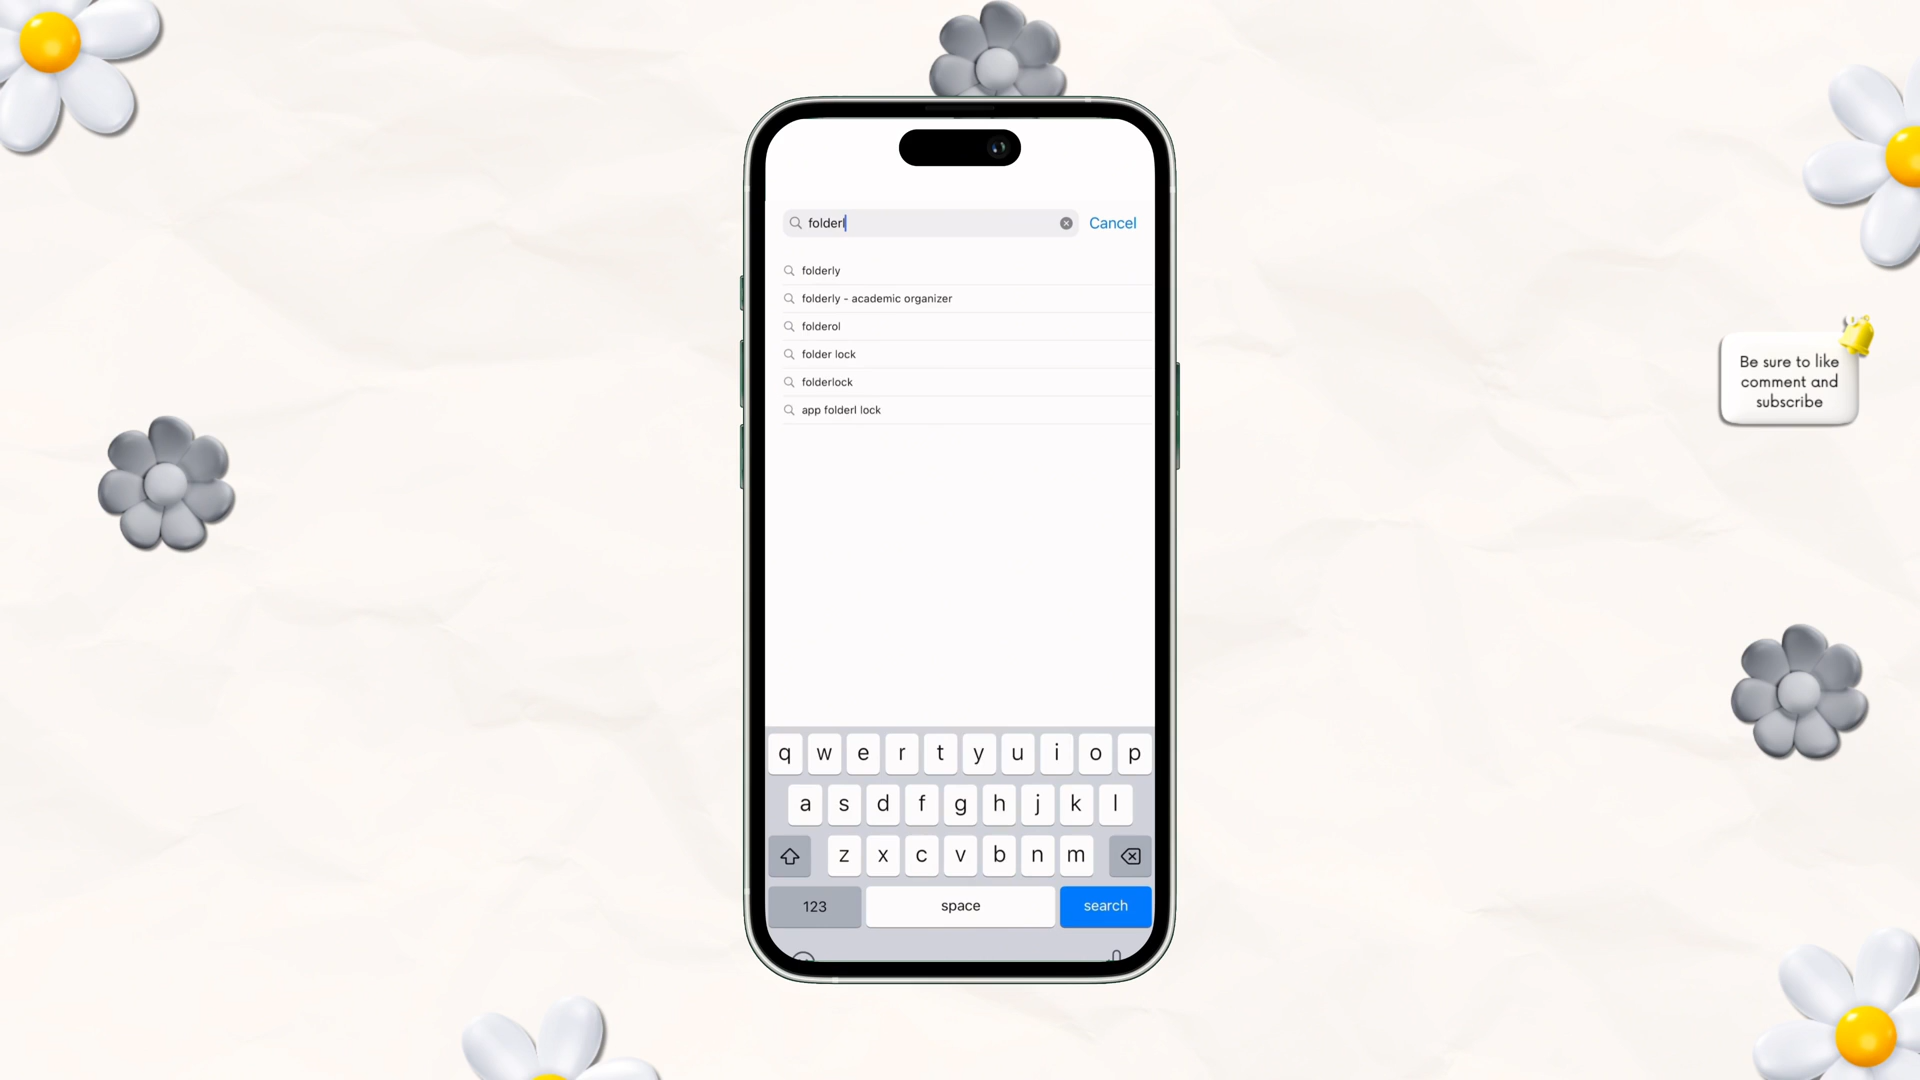 folderl
Cancel
folderly
folderly - academic organizer
folderol
folder lock
folderlock
app folderl lock
Be sure to like
comment and
subscribe
q w e r t y u i o p
a s d f g h j k l
z x c v b n m
123 space search